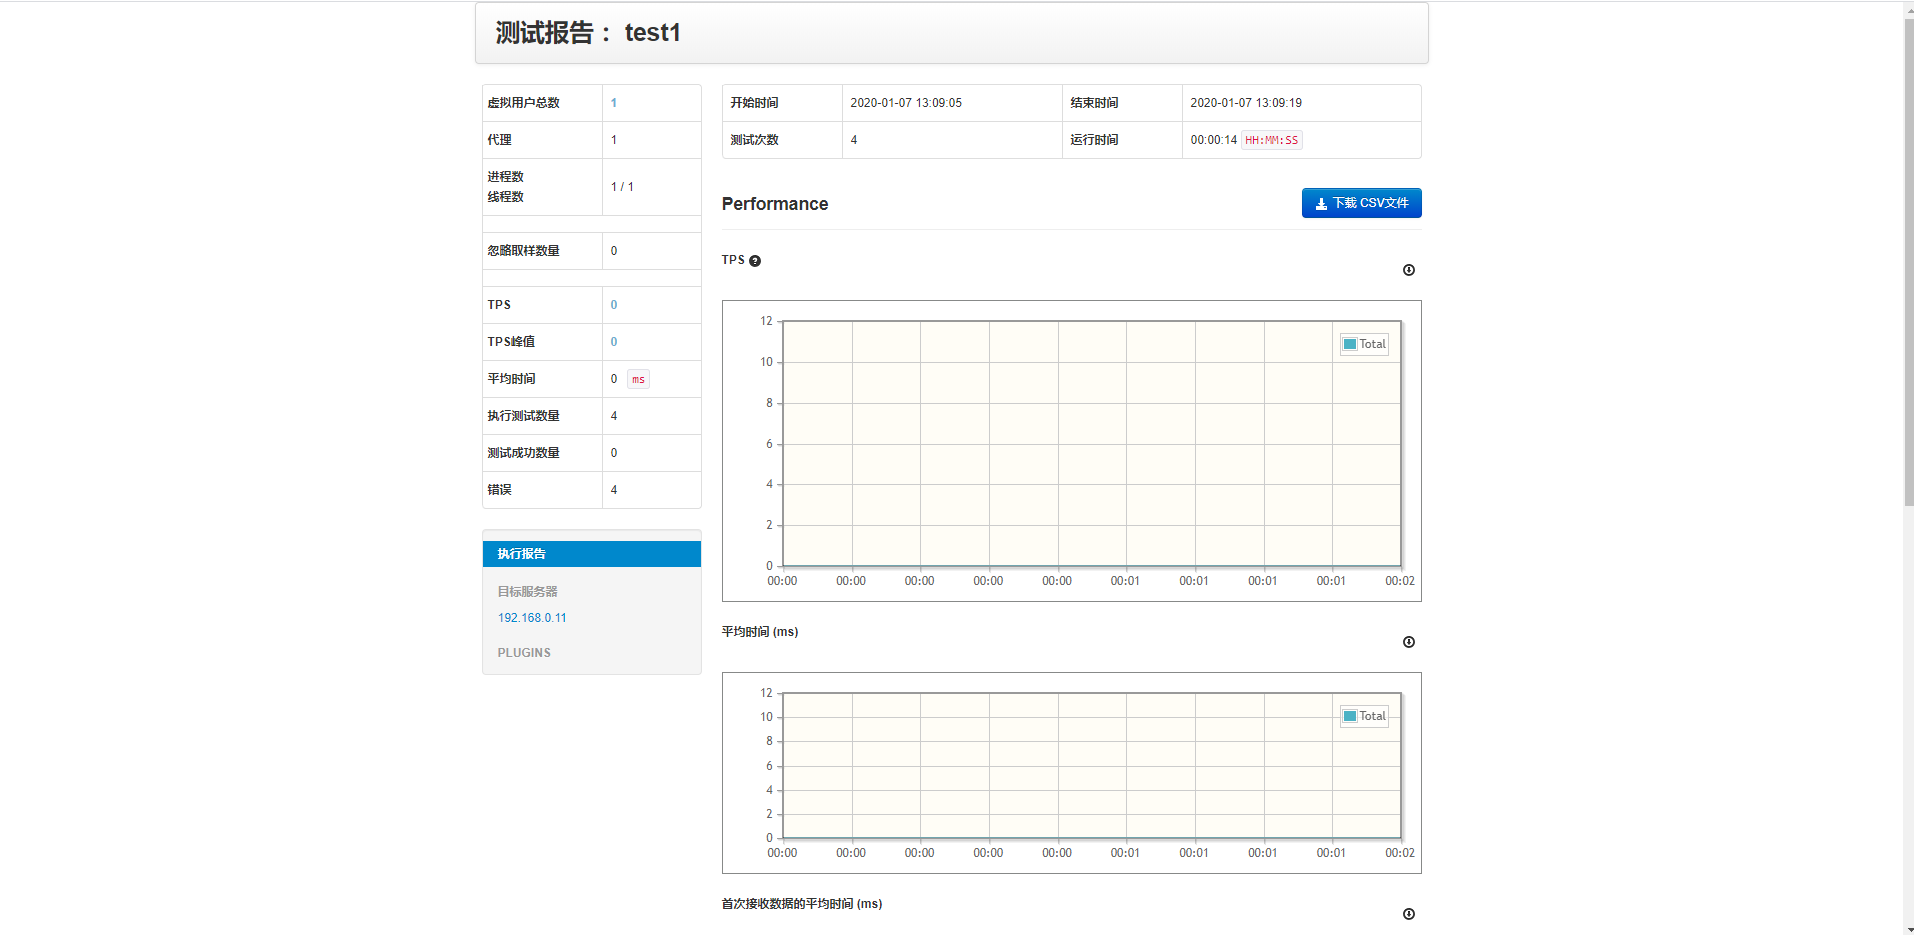 测试报告： test1
虚拟用户总数 1
代理 1
进程数
线程数
1 / 1
忽略取样数量 0
TPS 0
TPS峰值 0
平均时间 0 ms
执行测试数量 4
测试成功数量 0
错误 4
执行报告
目标服务器
192.168.0.11
PLUGINS
开始时间 2020-01-07 13:09:05 结束时间 2020-01-07 13:09:19
测试次数 4 运行时间 00:00:14 HH:MM:SS
Performance 下载 CSV文件
TPS
12
10
8
6
4
2
0
Total
00:00 00:00 00:00 00:00 00:00 00:01 00:01 00:01 00:01 00:02
平均时间 (ms)
12
10
8
6
4
2
0
Total
00:00 00:00 00:00 00:00 00:00 00:01 00:01 00:01 00:01 00:02
首次接收数据的平均时间 (ms)